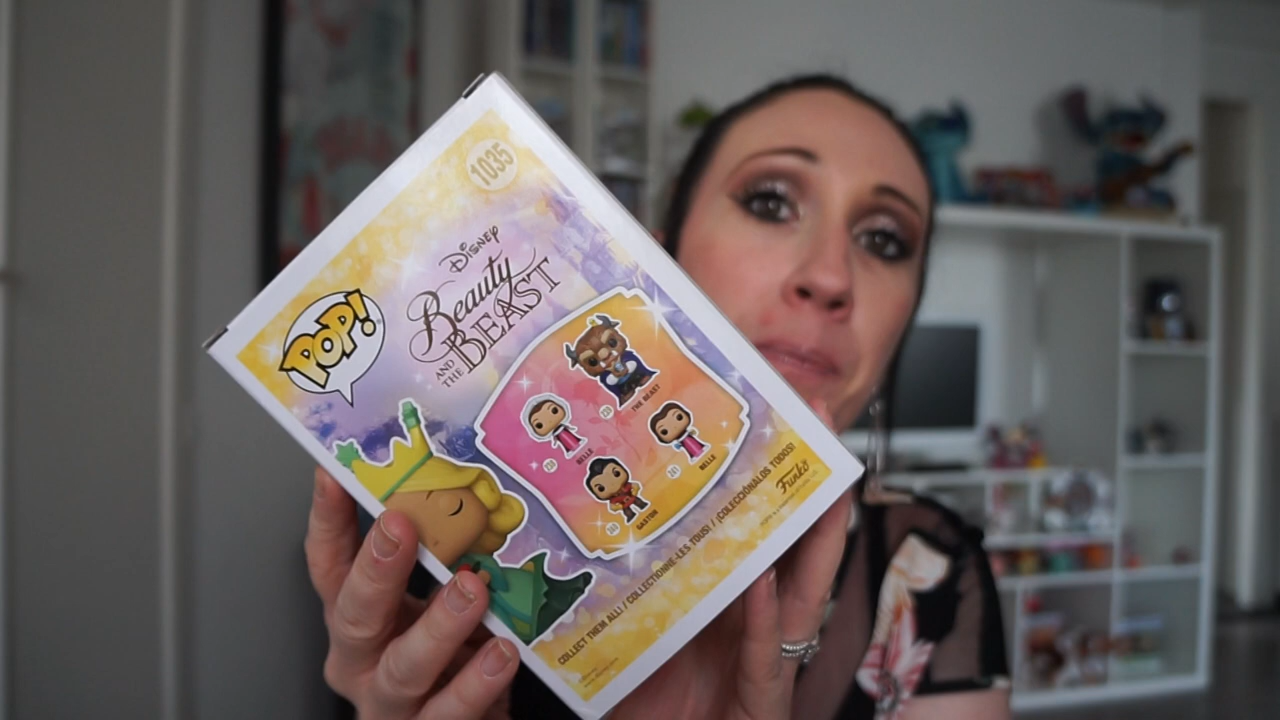 1035
DISNEY
Beauty
AND THE BEAST
POP!
THE BEAST
BELLE
BELLE
241
GASTON
Funko
COLLECT THEM ALL! / COLLECTIONNE-LES TOUS! / ¡COLECCIÓNALOS TODOS!